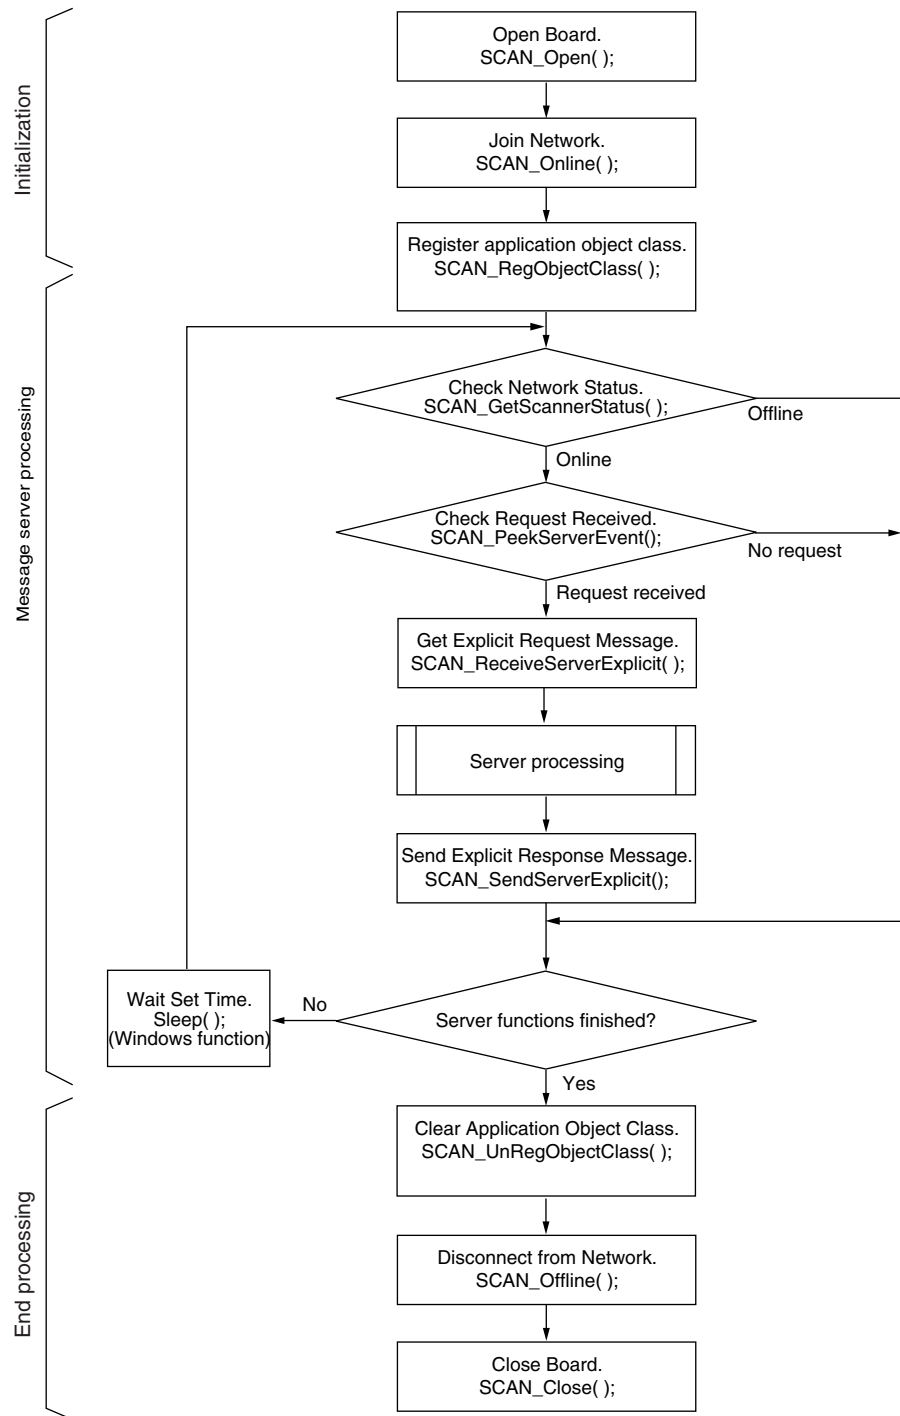 Initialization
Open Board.
SCAN_Open( );
Join Network.
SCAN_Online( );
Register application object class.
SCAN_RegObjectClass( );
Message server processing
Check Network Status.
SCAN_GetScannerStatus( );
Offline
Online
Check Request Received.
SCAN_PeekServerEvent();
No request
Request received
Get Explicit Request Message.
SCAN_ReceiveServerExplicit( );
Server processing
Send Explicit Response Message.
SCAN_SendServerExplicit();
Wait Set Time.
Sleep( );
(Windows function)
No
Server functions finished?
Yes
End processing
Clear Application Object Class.
SCAN_UnRegObjectClass( );
Disconnect from Network.
SCAN_Offline( );
Close Board.
SCAN_Close( );